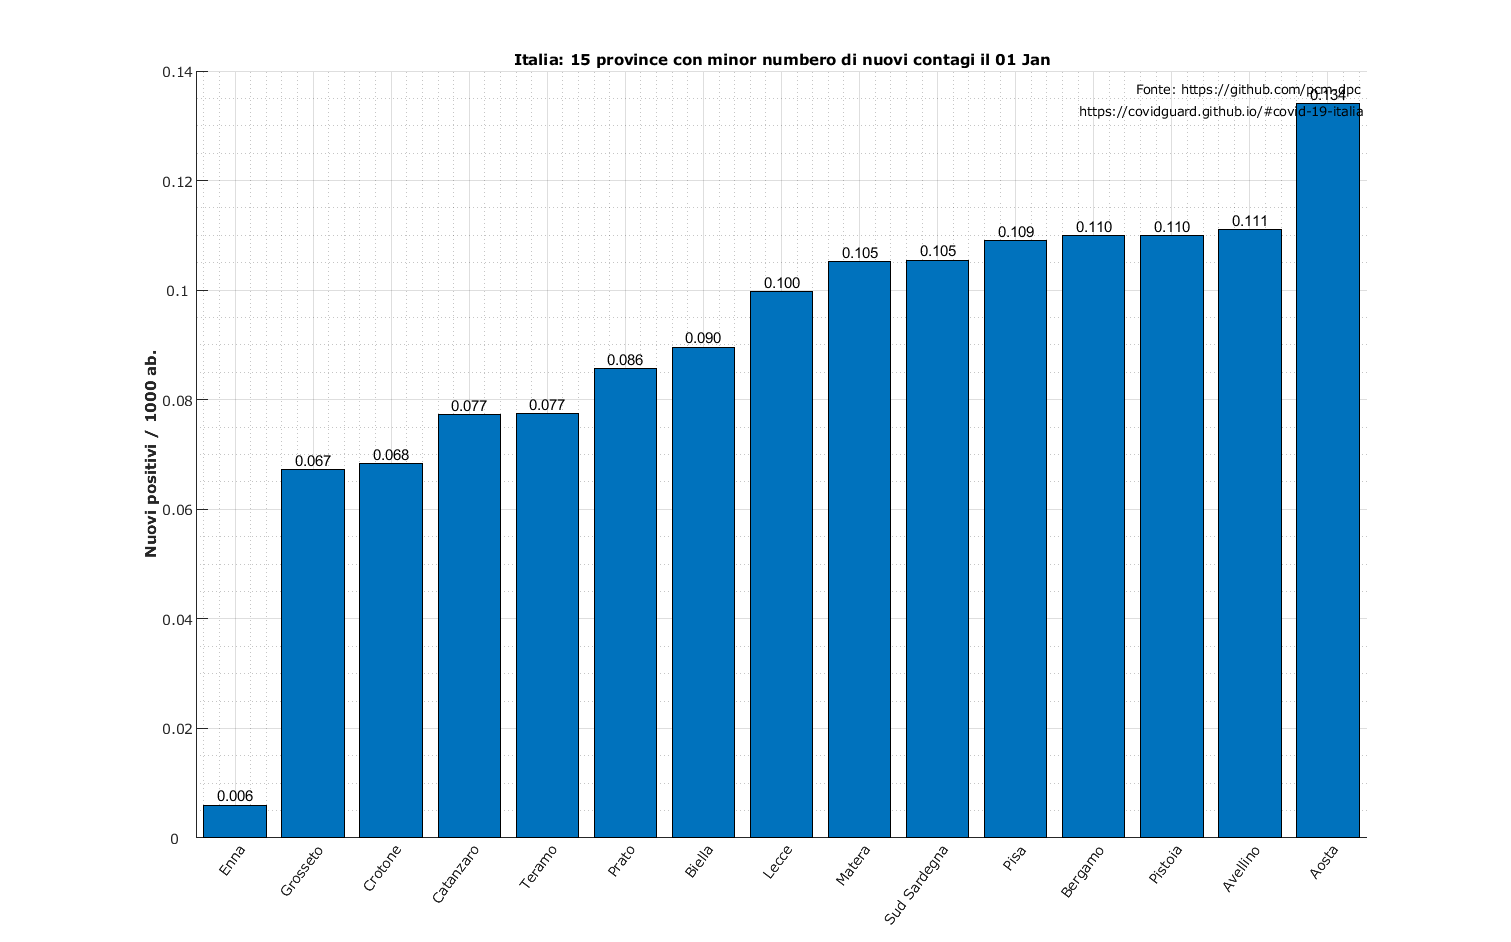 Italia: 15 province con minor numbero di nuovi contagi il 01 Jan
Fonte: https://github.com/pcm-dpc
https://covidguard.github.io/#covid-19-italia
Nuovi positivi / 1000 ab.
0.14
0.12
0.1
0.08
0.06
0.04
0.02
0
0.006
0.067
0.068
0.077
0.077
0.086
0.090
0.100
0.105
0.105
0.109
0.110
0.110
0.111
0.134
Enna
Grosseto
Crotone
Catanzaro
Teramo
Prato
Biella
Lecce
Matera
Sud Sardegna
Pisa
Bergamo
Pistoia
Avellino
Aosta